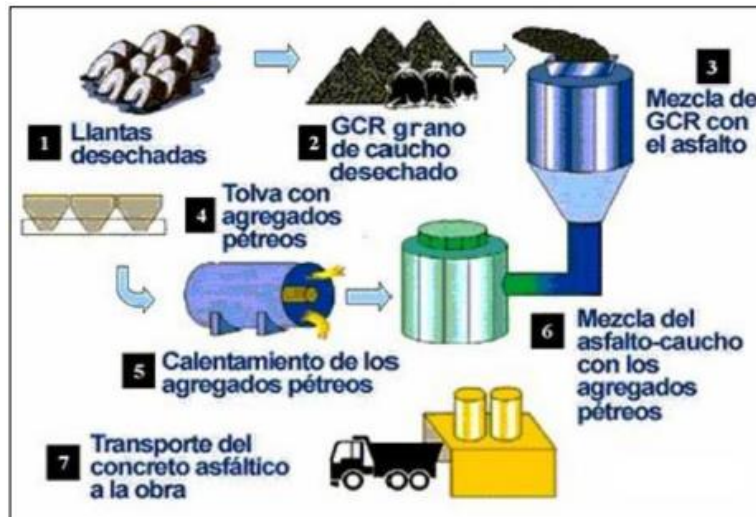 1 Llantas
desechadas
2 GCR grano
de caucho
desechado
3
Mezcla de
GCR con
el asfalto
4 Tolva con
agregados
pétreos
5 Calentamiento de los
agregados pétreos
6 Mezcla del
asfalto-caucho
con los
agregados
pétreos
7 Transporte del
concreto asfáltico
a la obra